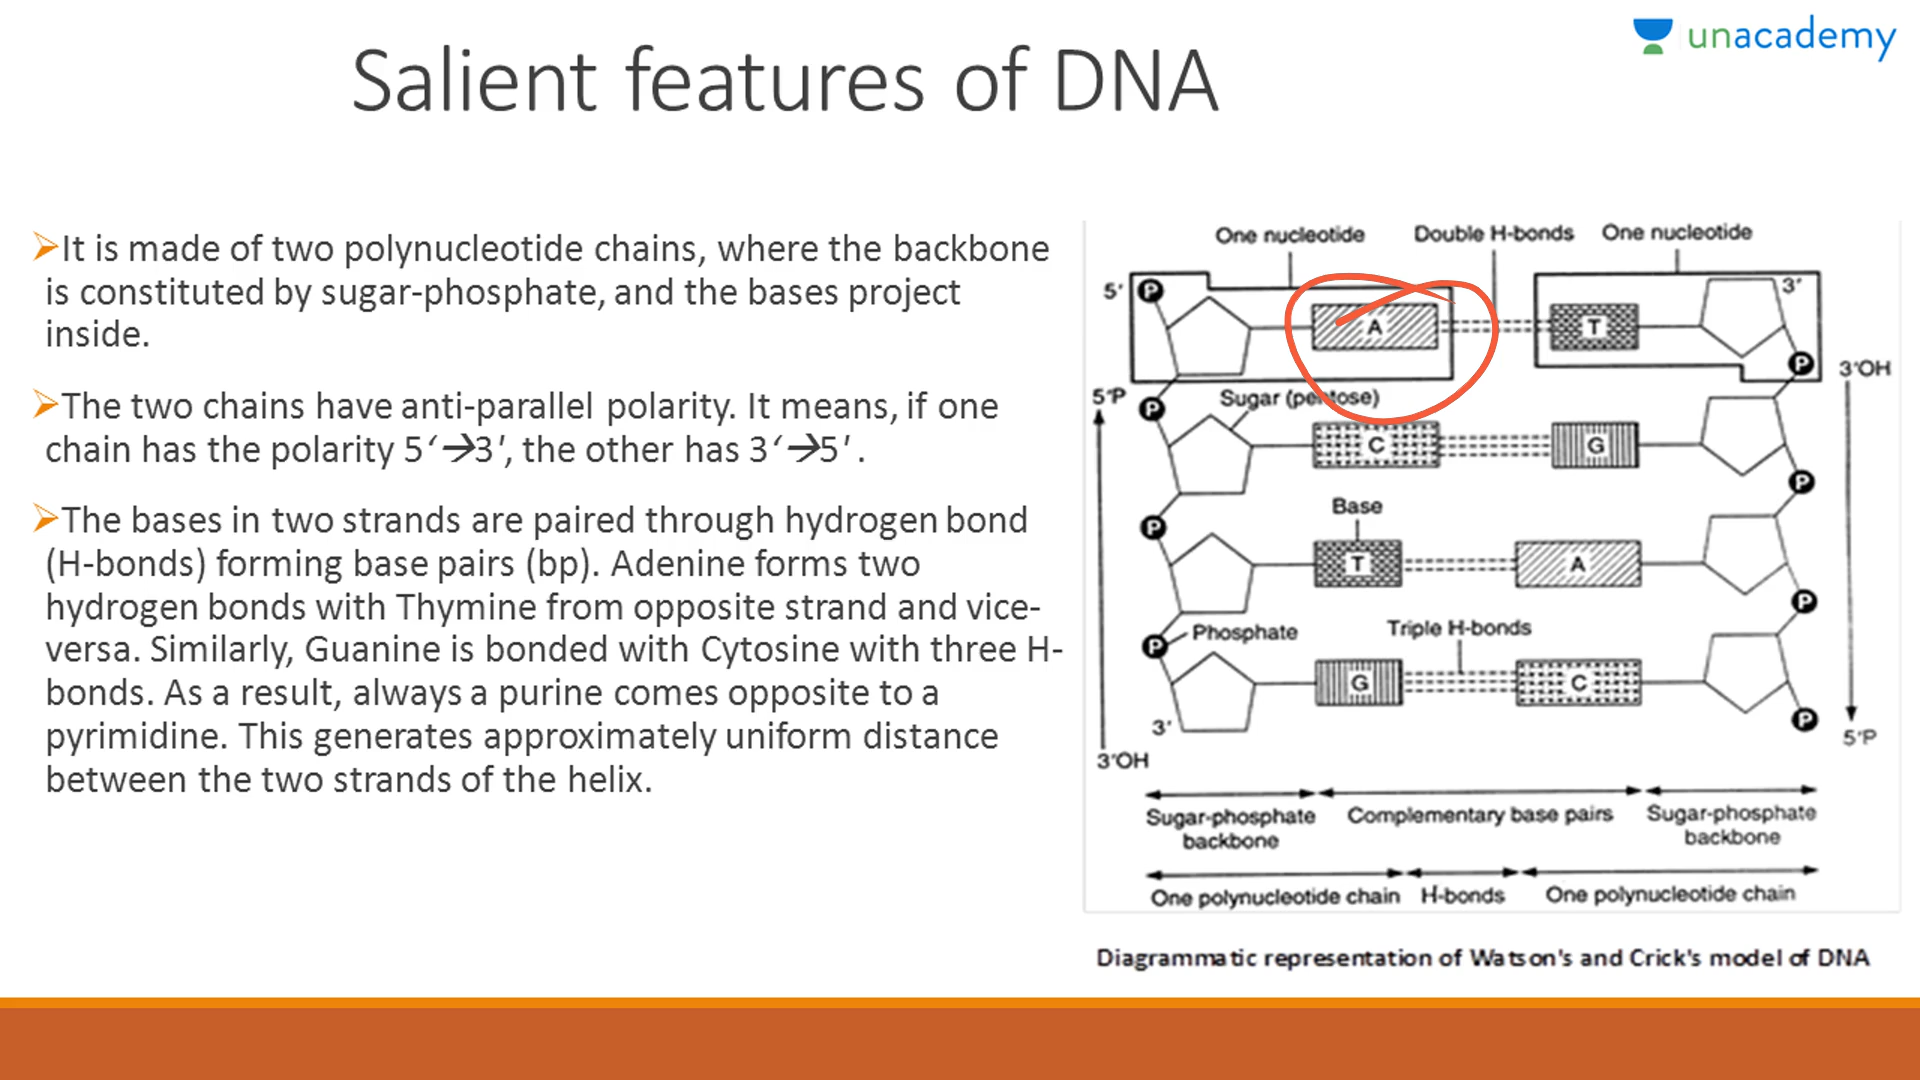 unacademy
Salient features of DNA
It is made of two polynucleotide chains, where the backbone
is constituted by sugar-phosphate, and the bases project
inside.
The two chains have anti-parallel polarity. It means, if one
chain has the polarity 5‘→3', the other has 3‘→5'.
The bases in two strands are paired through hydrogen bond
(H-bonds) forming base pairs (bp). Adenine forms two
hydrogen bonds with Thymine from opposite strand and vice-
versa. Similarly, Guanine is bonded with Cytosine with three H-
bonds. As a result, always a purine comes opposite to a
pyrimidine. This generates approximately uniform distance
between the two strands of the helix.
One nucleotide Double H-bonds One nucleotide
5' P 3'
A T
P 3'OH
5'P P Sugar (pentose)
C G
P
Base
P
T A
P
Phosphate Triple H-bonds
P
G C
3' P
5'P
3'OH
Sugar-phosphate backbone Complementary base pairs Sugar-phosphate backbone
One polynucleotide chain H-bonds One polynucleotide chain
Diagrammatic representation of Watson's and Crick's model of DNA